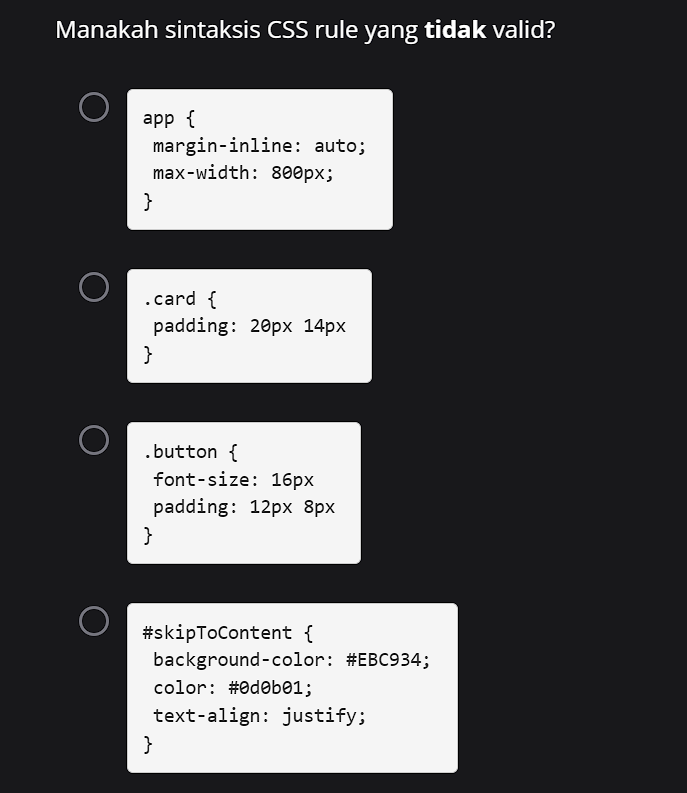 Manakah sintaksis CSS rule yang tidak valid?
app {
margin-inline: auto;
max-width: 800px;
}
.card {
padding: 20px 14px
}
.button {
font-size: 16px
padding: 12px 8px
}
#skipToContent {
background-color: #EBC934;
color: #0d0b01;
text-align: justify;
}